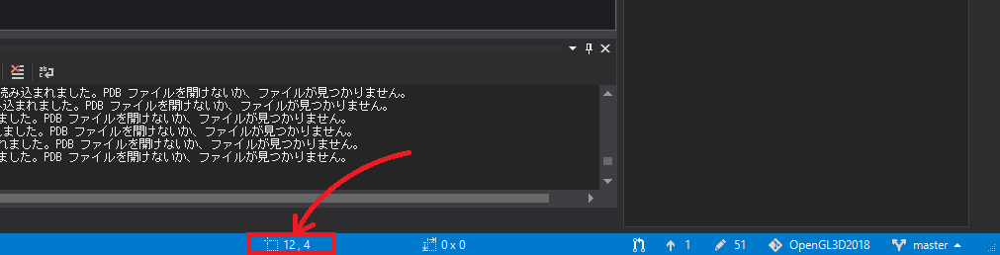 読み込まれました。PDB ファイルを開けないか、ファイルが見つかりません。
み込まれました。PDB ファイルを開けないか、ファイルが見つかりません。
ました。PDB ファイルを開けないか、ファイルが見つかりません。
れました。PDB ファイルを開けないか、ファイルが見つかりません。
れました。PDB ファイルを開けないか、ファイルが見つかりません。
ました。PDB ファイルを開けないか、ファイルが見つかりません。
12 , 4 0 x 0 1 51 OpenGL3D2018 master